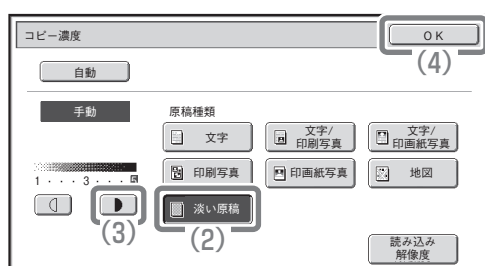 コピー濃度
OK
(4)
自動
手動
原稿種類
文字
文字/
印刷写真
文字/
印画紙写真
印刷写真
印画紙写真
地図
1・・・3・・・5
(3)
淡い原稿
(2)
読み込み
解像度